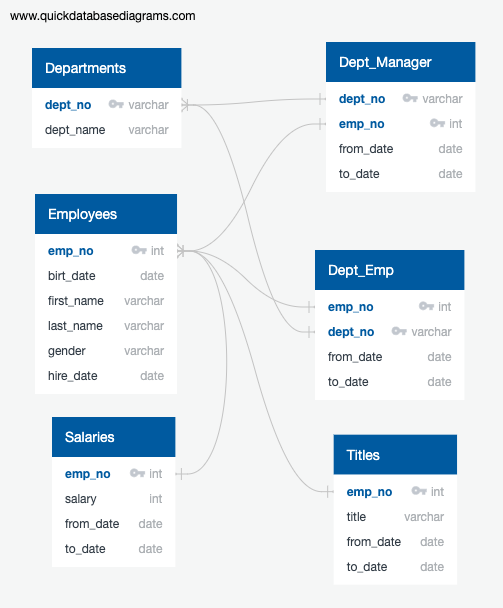 www.quickdatabasediagrams.com
Departments
dept_no varchar
dept_name varchar
Dept_Manager
dept_no varchar
emp_no int
from_date date
to_date date
Employees
emp_no int
birt_date date
first_name varchar
last_name varchar
gender varchar
hire_date date
Dept_Emp
emp_no int
dept_no varchar
from_date date
to_date date
Salaries
emp_no int
salary int
from_date date
to_date date
Titles
emp_no int
title varchar
from_date date
to_date date